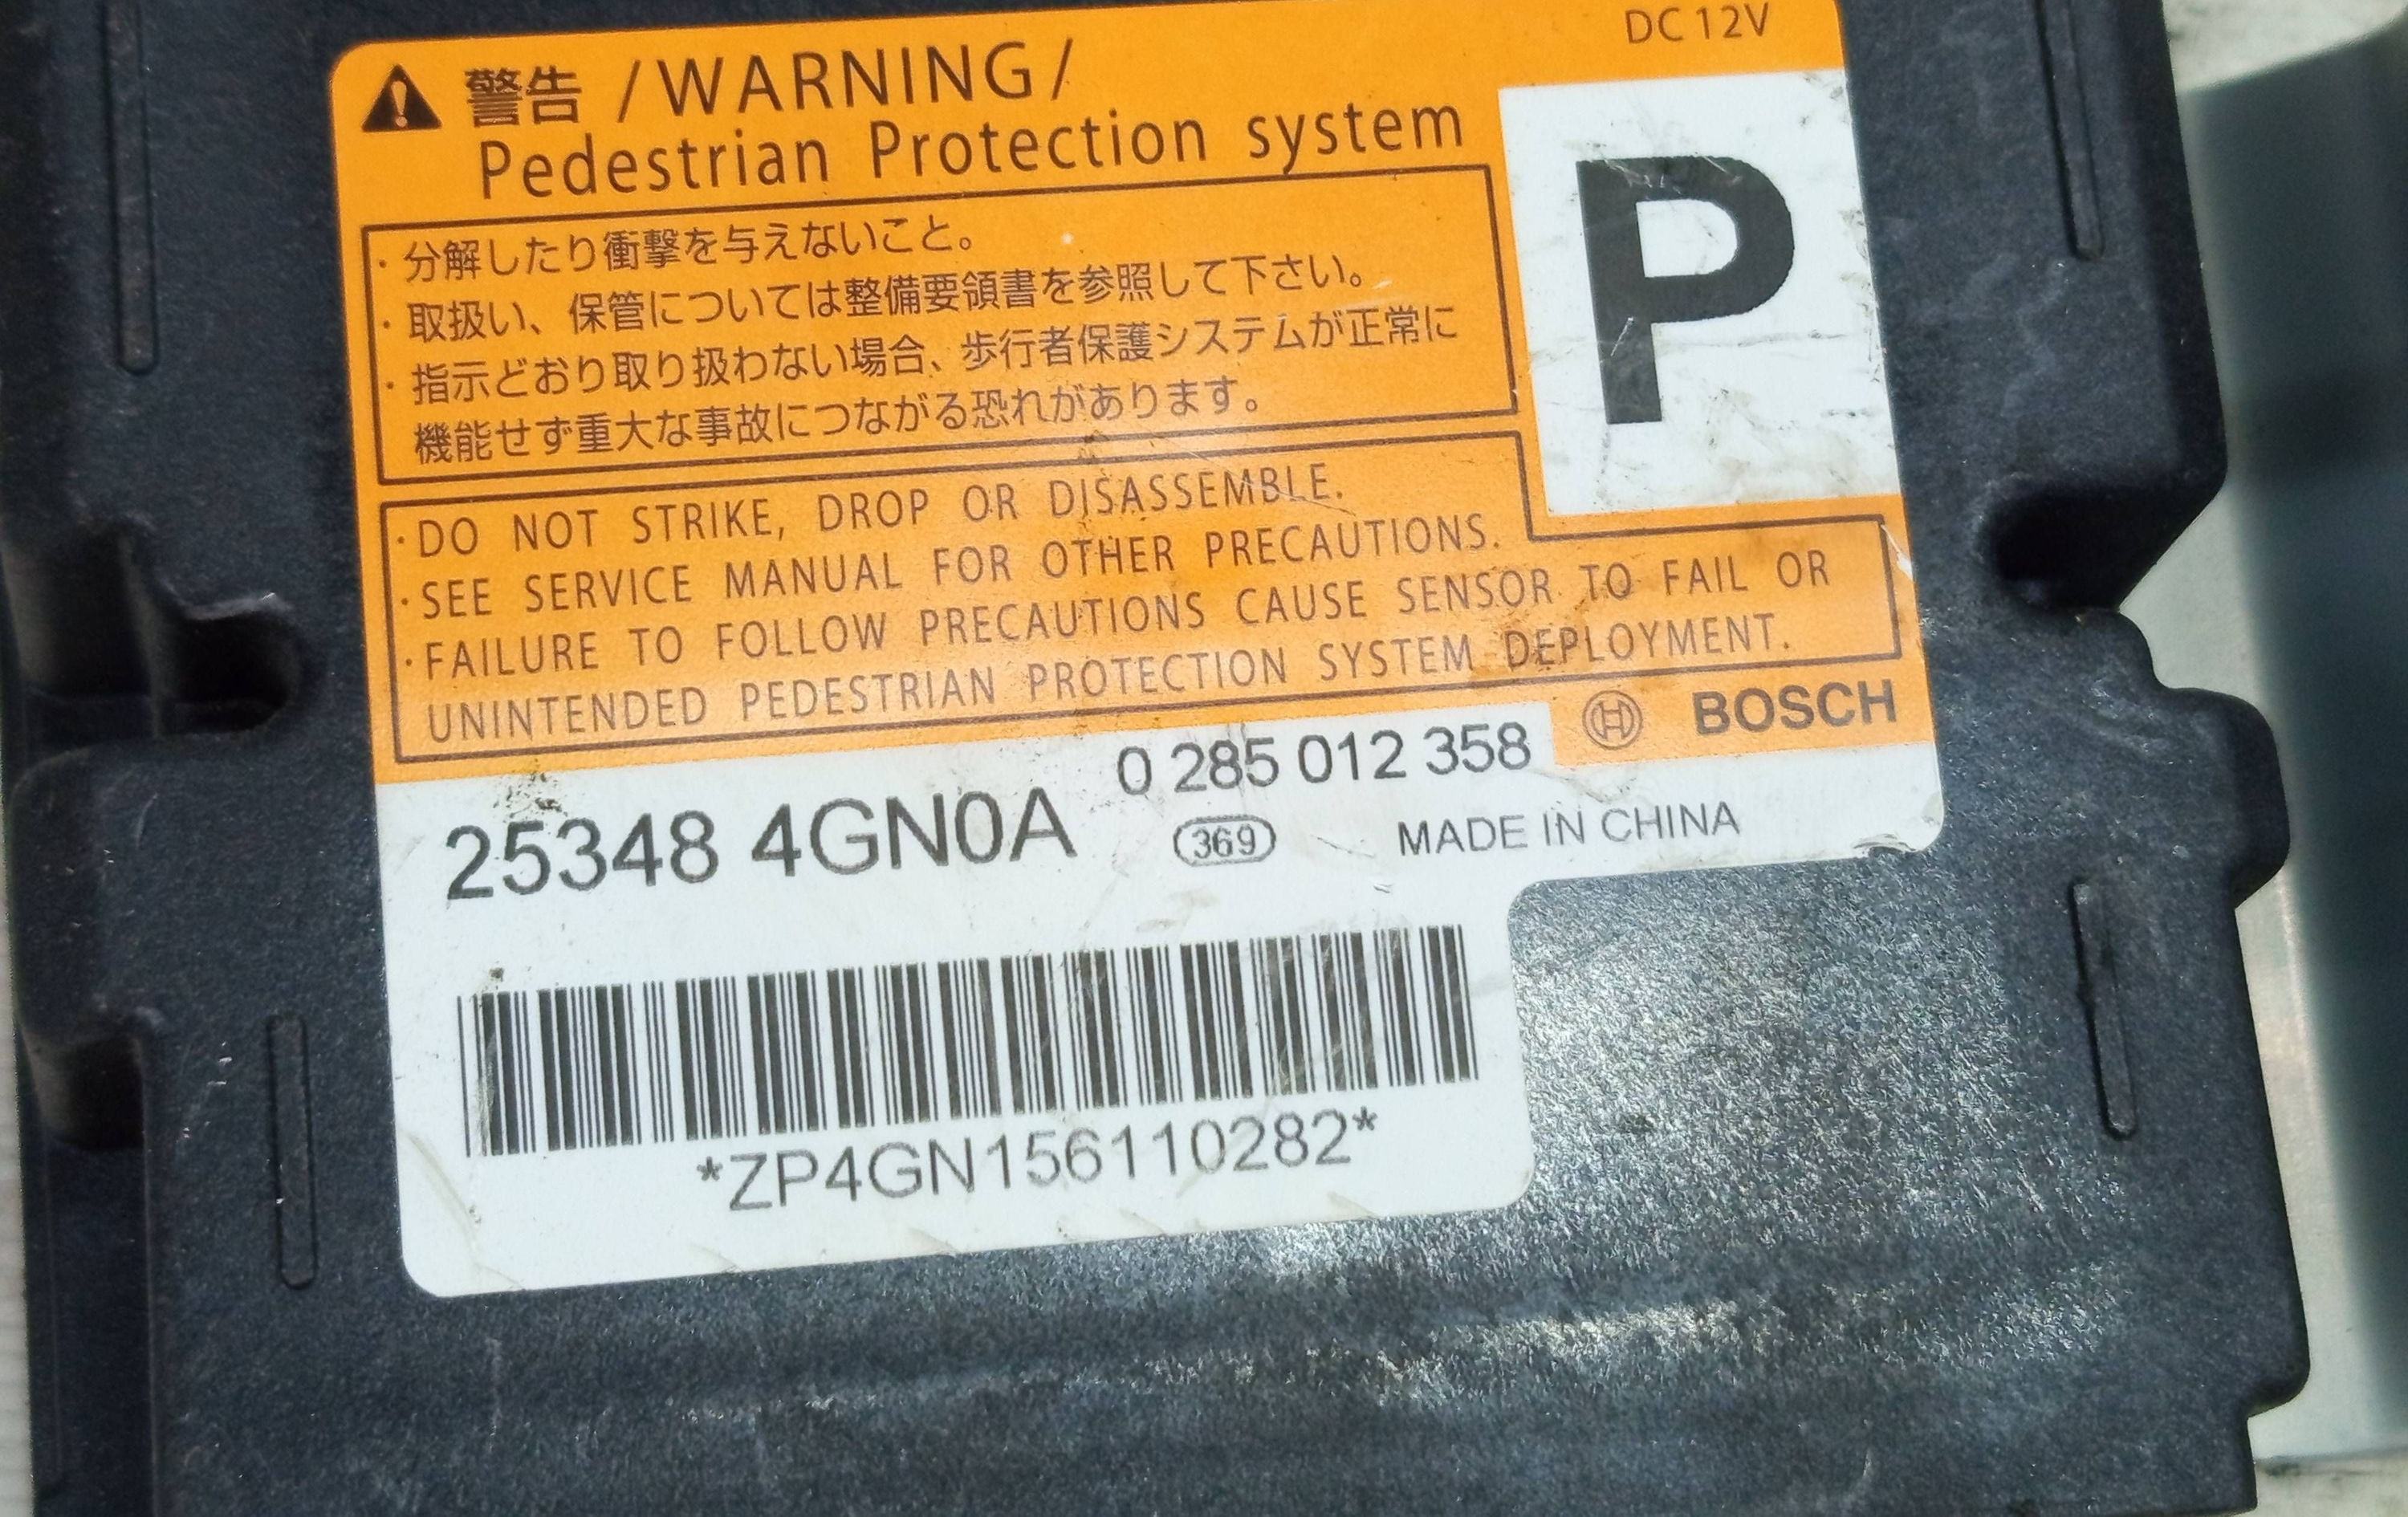 DC 12V
警告 /WARNING/
Pedestrian Protection system
P
・分解したり衝撃を与えないこと。
・取扱い、保管については整備要領書を参照して下さい。
・指示どおり取り扱わない場合、歩行者保護システムが正常に
機能せず重大な事故につながる恐れがあります。
・DO NOT STRIKE, DROP OR DISASSEMBLE.
・SEE SERVICE MANUAL FOR OTHER PRECAUTIONS.
・FAILURE TO FOLLOW PRECAUTIONS CAUSE SENSOR TO FAIL OR
UNINTENDED PEDESTRIAN PROTECTION SYSTEM DEPLOYMENT.
BOSCH
0 285 012 358
25348 4GN0A
369
MADE IN CHINA
*ZP4GN156110282*